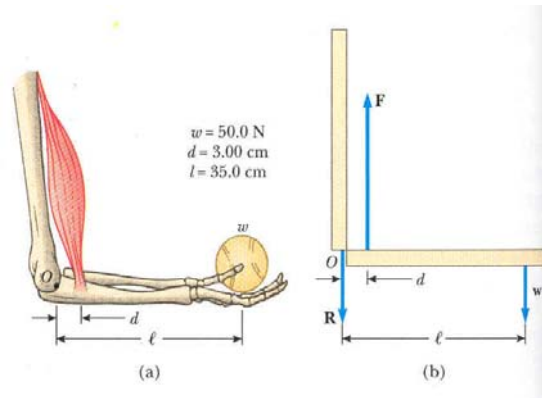 w = 50.0 N
d = 3.00 cm
l = 35.0 cm
w
O
d
ℓ
(a)
F
O
d
R
w
ℓ
(b)